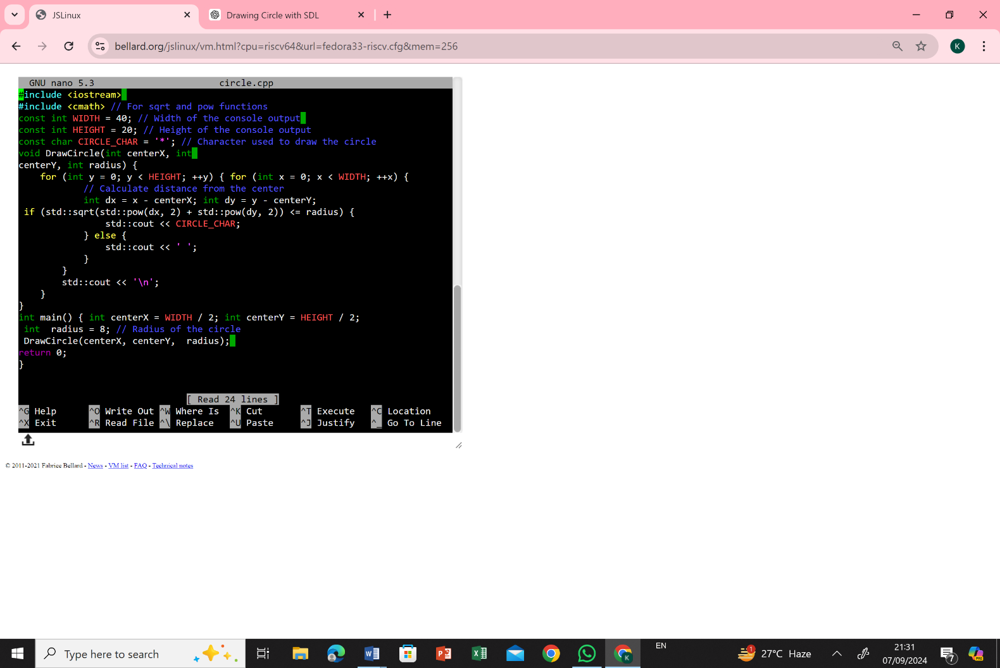 JSLinux
Drawing Circle with SDL
bellard.org/jslinux/vm.html?cpu=riscv64&url=fedora33-riscv.cfg&mem=256
K
GNU nano 5.3 circle.cpp
#include <iostream>
#include <cmath> // For sqrt and pow functions
const int WIDTH = 40; // Width of the console output
const int HEIGHT = 20; // Height of the console output
const char CIRCLE_CHAR = '*'; // Character used to draw the circle
void DrawCircle(int centerX, int
centerY, int radius) {
    for (int y = 0; y < HEIGHT; ++y) { for (int x = 0; x < WIDTH; ++x) {
            // Calculate distance from the center
            int dx = x - centerX; int dy = y - centerY;
 if (std::sqrt(std::pow(dx, 2) + std::pow(dy, 2)) <= radius) {
                std::cout << CIRCLE_CHAR;
            } else {
                std::cout << ' ';
            }
        }
        std::cout << '\n';
    }
}
int main() { int centerX = WIDTH / 2; int centerY = HEIGHT / 2;
 int  radius = 8; // Radius of the circle
 DrawCircle(centerX, centerY,  radius);
return 0;
}
[ Read 24 lines ]
^G Help ^O Write Out ^W Where Is ^K Cut ^T Execute ^C Location
^X Exit ^R Read File ^\ Replace ^U Paste ^J Justify ^_ Go To Line
© 2011-2021 Fabrice Bellard - News - VM list - FAQ - Technical notes
Type here to search
EN
1
27°C Haze
21:31
07/09/2024
7
PRE